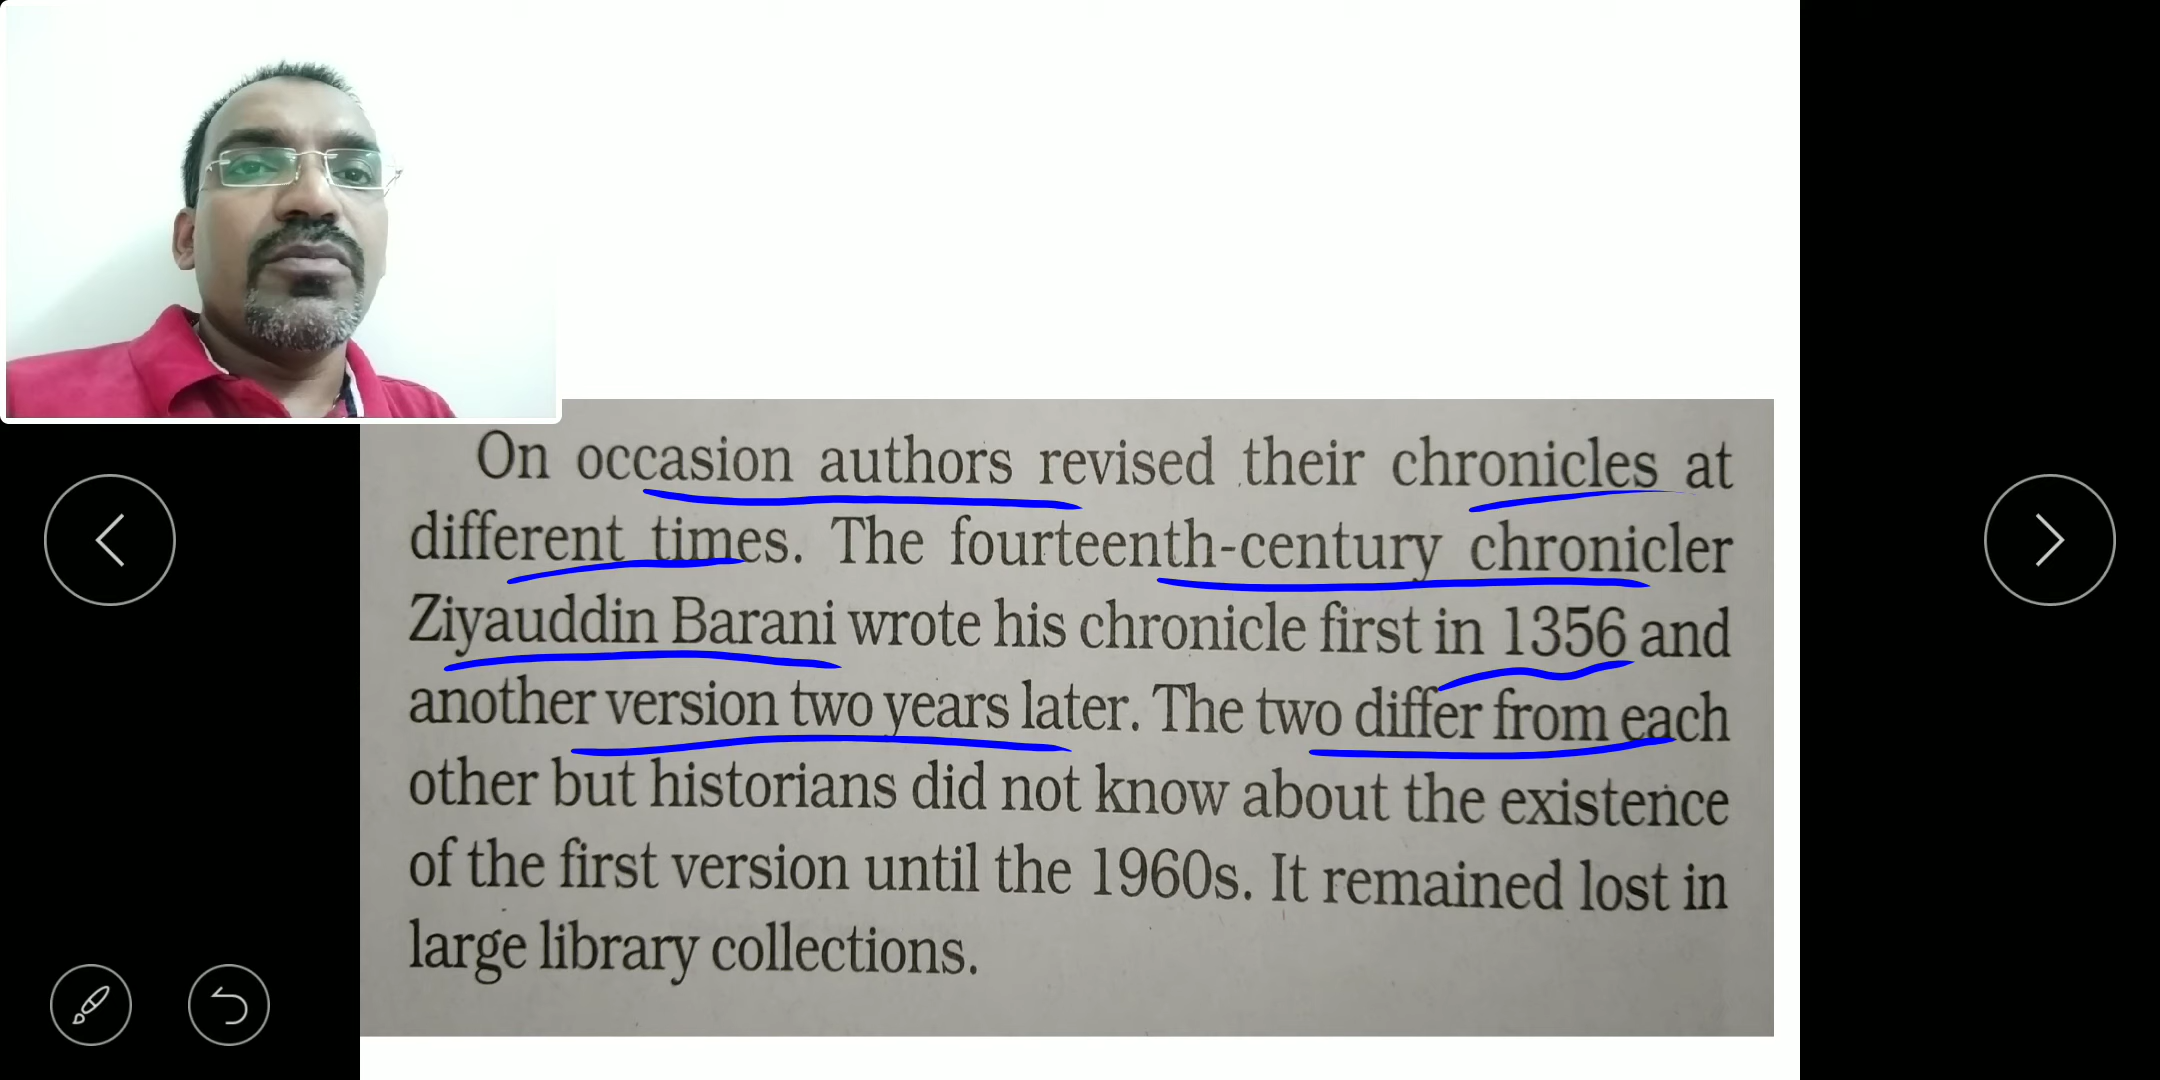 On occasion authors revised their chronicles at
different times. The fourteenth-century chronicler
Ziyauddin Barani wrote his chronicle first in 1356 and
another version two years later. The two differ from each
other but historians did not know about the existence
of the first version until the 1960s. It remained lost in
large library collections.